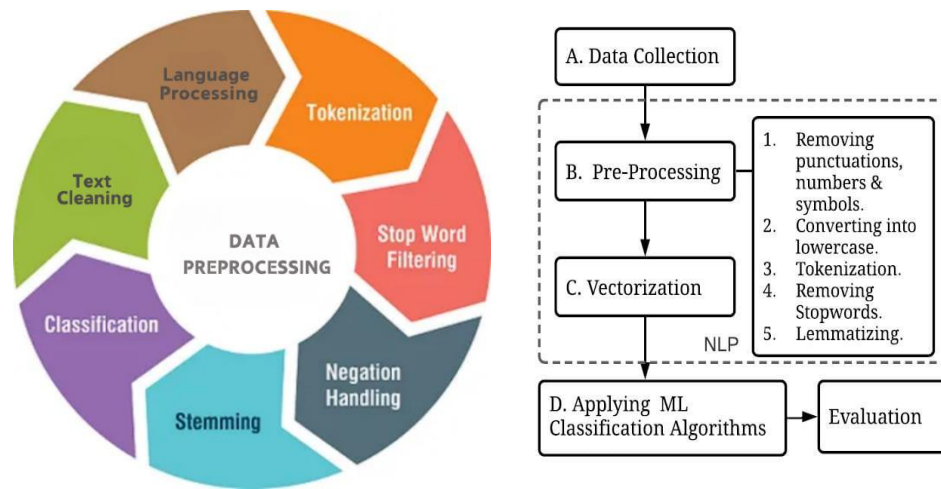 Language
Processing
Tokenization
Stop Word
Filtering
Negation
Handling
Stemming
Classification
Text
Cleaning
DATA
PREPROCESSING
A. Data Collection
B. Pre-Processing
1. Removing
punctuations,
numbers &
symbols.
2. Converting into
lowercase.
3. Tokenization.
4. Removing
Stopwords.
5. Lemmatizing.
C. Vectorization
NLP
D. Applying ML
Classification Algorithms
Evaluation